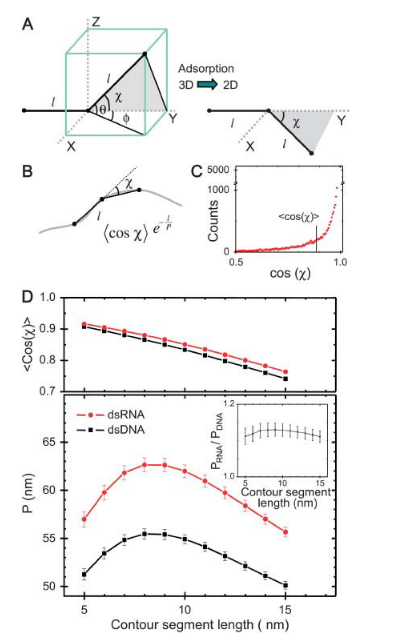 A
Z
l
χ
θ
ϕ
l
Y
X
Adsorption
3D 2D
l
χ
Y
l
X
B
χ
l
⟨cos χ⟩ e^{-l/P}
C
5000
1000
Counts
<cos(χ)>
0
0.5 1.0
cos (χ)
D
1.0
0.9
0.8
0.7
<Cos(χ)>
dsRNA
dsDNA
65
60
55
50
P (nm)
5 10 15
Contour segment length ( nm)
1.2
1.0
P_RNA/ P_DNA
5 10 15
Contour segment
length (nm)